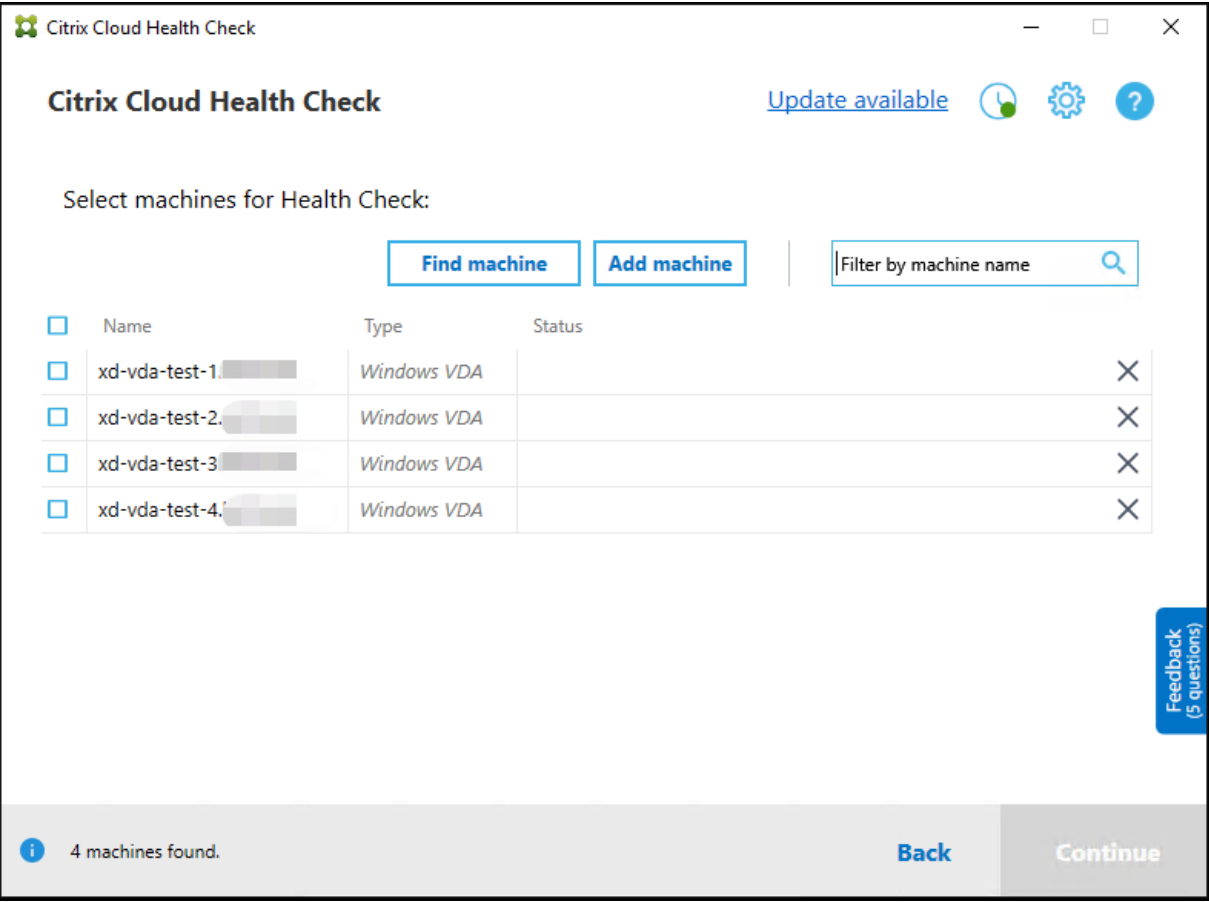 Citrix Cloud Health Check
Citrix Cloud Health Check
Update available
?
Select machines for Health Check:
Find machine
Add machine
Filter by machine name
Name Type Status
xd-vda-test-1. Windows VDA
xd-vda-test-2. Windows VDA
xd-vda-test-3 Windows VDA
xd-vda-test-4. Windows VDA
Feedback
(5 questions)
i
4 machines found.
Back
Continue